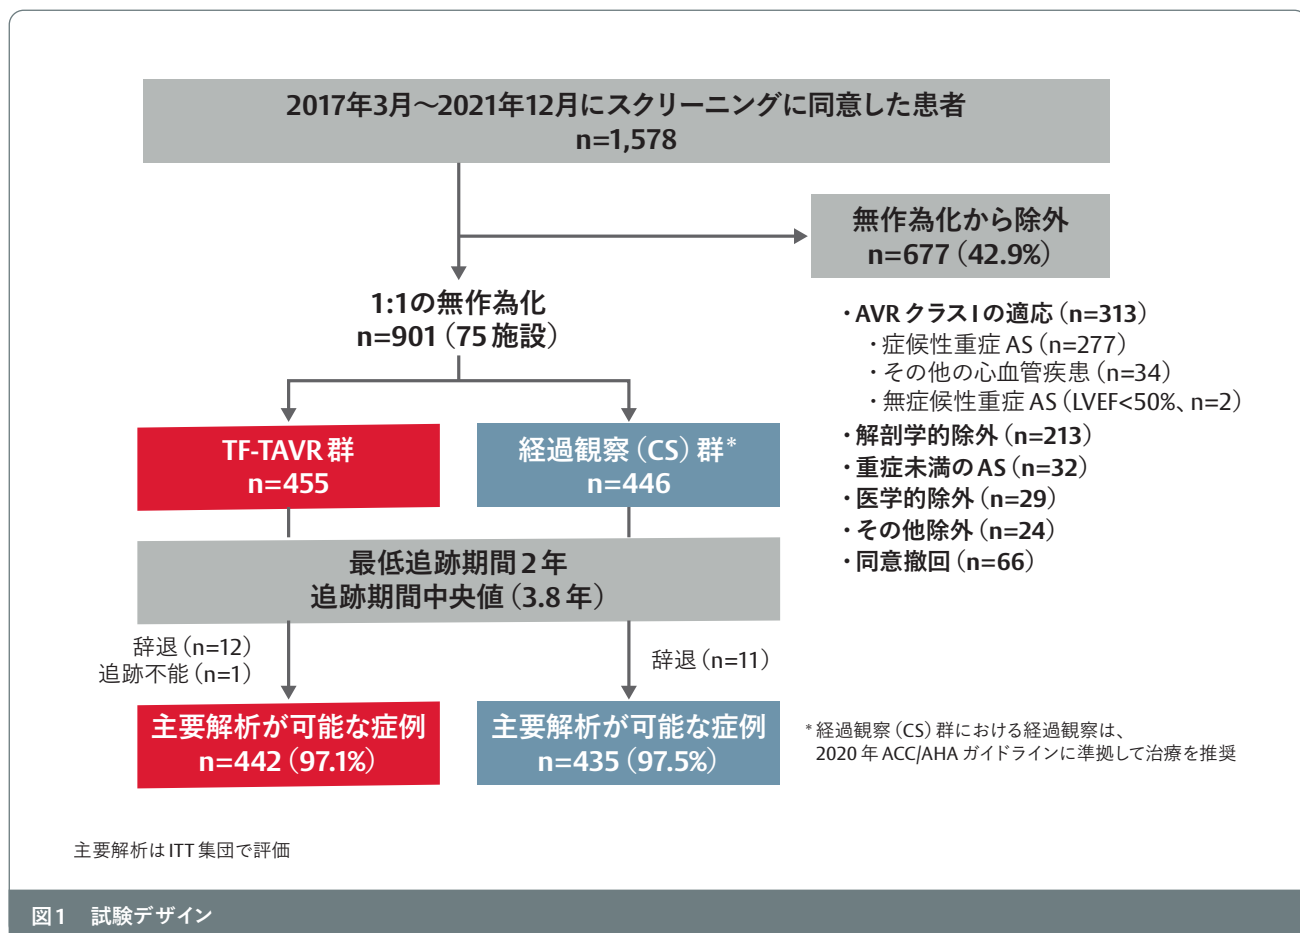 2017年3月〜2021年12月にスクリーニングに同意した患者
n=1,578
無作為化から除外
n=677（42.9%）
1:1の無作為化
n=901（75施設）
・AVRクラスIの適応（n=313）
・症候性重症AS（n=277）
・その他の心血管疾患（n=34）
・無症候性重症AS（LVEF<50%、n=2）
・解剖学的除外（n=213）
・重症未満のAS（n=32）
・医学的除外（n=29）
・その他除外（n=24）
・同意撤回（n=66）
TF-TAVR群
n=455
経過観察（CS）群*
n=446
最低追跡期間2年
追跡期間中央値（3.8年）
辞退（n=12）
追跡不能（n=1）
辞退（n=11）
主要解析が可能な症例
n=442（97.1%）
主要解析が可能な症例
n=435（97.5%）
*経過観察（CS）群における経過観察は、
2020年ACC/AHAガイドラインに準拠して治療を推奨
主要解析はITT集団で評価
図1　試験デザイン